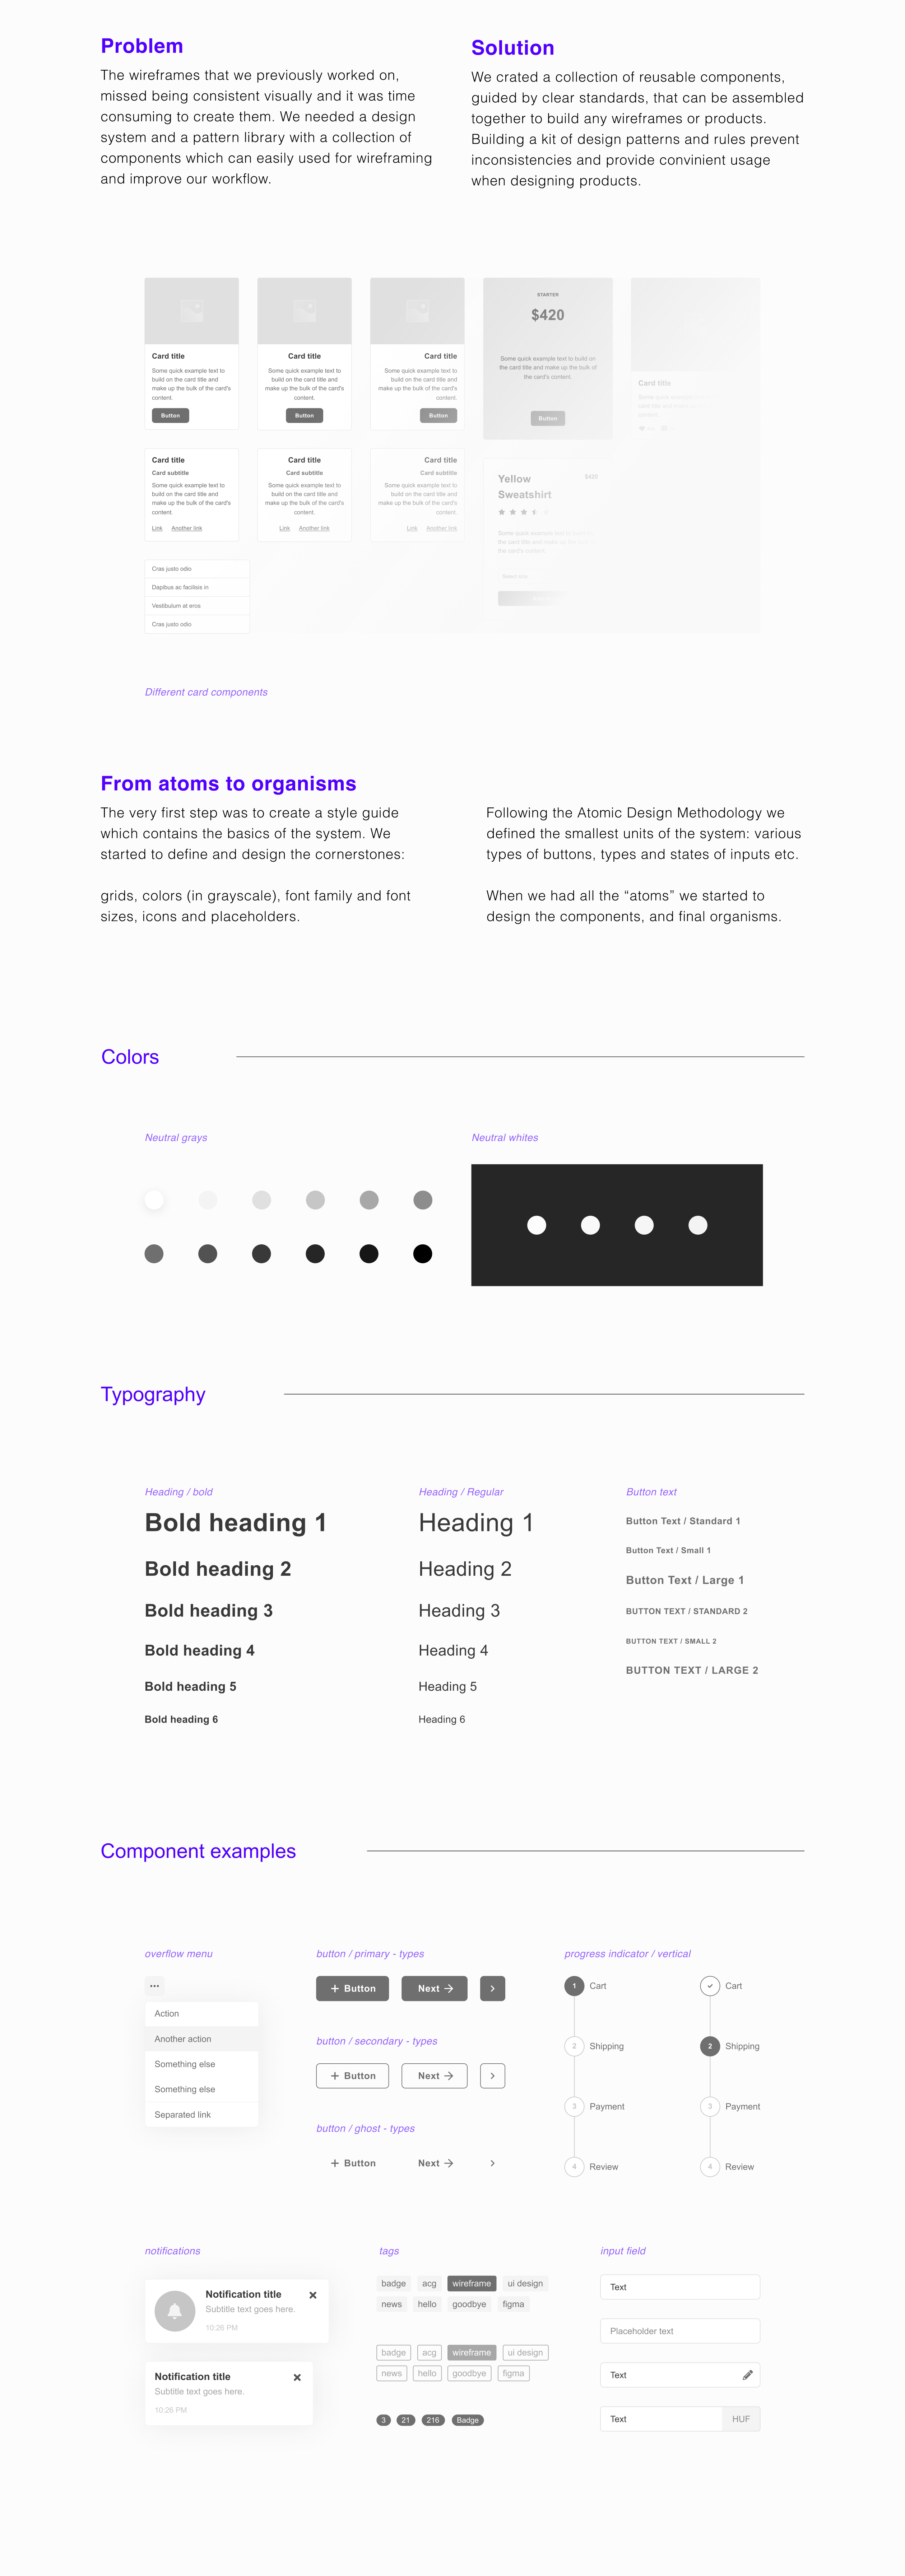 Problem
The wireframes that we previously worked on,
missed being consistent visually and it was time
consuming to create them. We needed a design
system and a pattern library with a collection of
components which can easily used for wireframing
and improve our workflow.
Solution
We crated a collection of reusable components,
guided by clear standards, that can be assembled
together to build any wireframes or products.
Building a kit of design patterns and rules prevent
inconsistencies and provide convinient usage
when designing products.
Card title
Some quick example text to
build on the card title and
make up the bulk of the card's
content.
Button
Card title
Some quick example text to
build on the card title and
make up the bulk of the card's
content.
Button
Card title
Some quick example text to
build on the card title and
make up the bulk of the card's
content.
Button
STARTER
$420
Some quick example text to build on
the card title and make up the bulk of
the card's content.
Button
Card title
Some quick example
Card title
Card subtitle
Some quick example text to
build on the card title and
make up the bulk of the card's
content.
Link Another link
Card title
Card subtitle
Some quick example text to
build on the card title and
make up the bulk of the card's
content.
Link Another link
Card title
Card subtitle
Some quick example text to
build on the card title and
make up the bulk of the card's
content.
Link Another link
Yellow
Sweatshirt
$420
Some quick example text to
the card title and make up
the card's content.
Select size
Cras justo odio
Dapibus ac facilisis in
Vestibulum at eros
Cras justo odio
Different card components
From atoms to organisms
The very first step was to create a style guide
which contains the basics of the system. We
started to define and design the cornerstones:
grids, colors (in grayscale), font family and font
sizes, icons and placeholders.
Following the Atomic Design Methodology we
defined the smallest units of the system: various
types of buttons, types and states of inputs etc.
When we had all the “atoms” we started to
design the components, and final organisms.
Colors
Neutral grays
Neutral whites
Typography
Heading / bold
Bold heading 1
Bold heading 2
Bold heading 3
Bold heading 4
Bold heading 5
Bold heading 6
Heading / Regular
Heading 1
Heading 2
Heading 3
Heading 4
Heading 5
Heading 6
Button text
Button Text / Standard 1
Button Text / Small 1
Button Text / Large 1
BUTTON TEXT / STANDARD 2
BUTTON TEXT / SMALL 2
BUTTON TEXT / LARGE 2
Component examples
overflow menu
Action
Another action
Something else
Something else
Separated link
button / primary - types
Button Next
button / secondary - types
Button Next
button / ghost - types
Button Next
progress indicator / vertical
1 Cart
2 Shipping
3 Payment
4 Review
Cart
2 Shipping
3 Payment
4 Review
notifications
Notification title
Subtitle text goes here.
10:26 PM
Notification title
Subtitle text goes here.
10:26 PM
tags
badge acg wireframe ui design
news hello goodbye figma
badge acg wireframe ui design
news hello goodbye figma
3 21 216 Badge
input field
Text
Placeholder text
Text
Text HUF